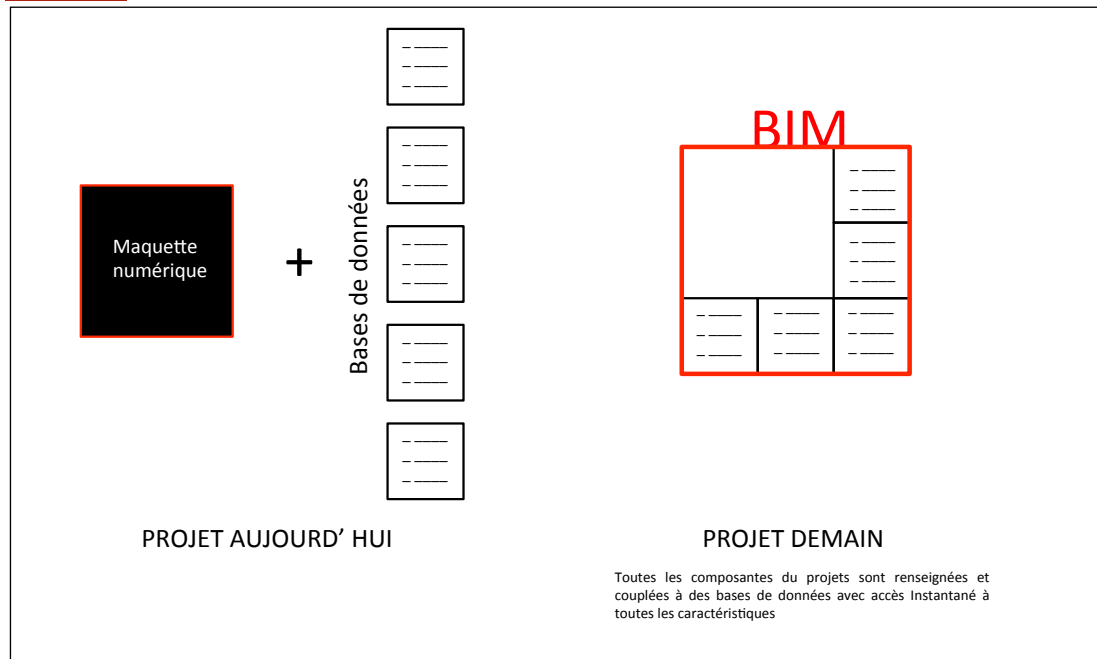 Maquette
numérique
+
Bases de données
PROJET AUJOURD’ HUI
BIM
PROJET DEMAIN
Toutes les composantes du projets sont renseignées et
couplées à des bases de données avec accès Instantané à
toutes les caractéristiques